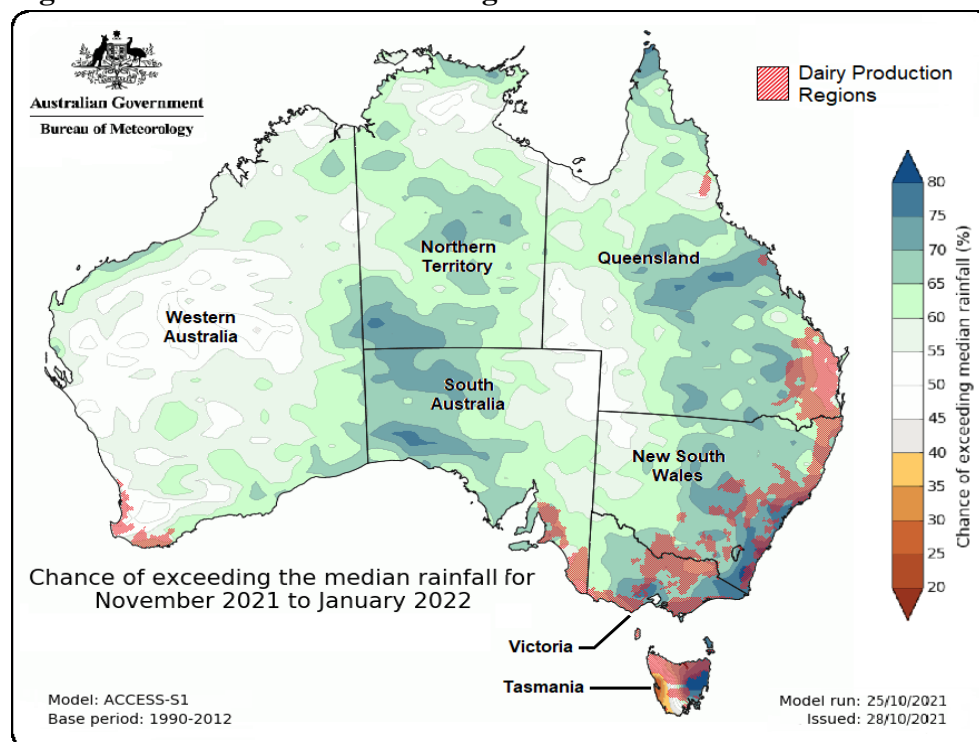 Australian Government
Bureau of Meteorology
Dairy Production
Regions
80
75
70
65
60
55
50
45
40
35
30
25
20
Chance of exceeding median rainfall (%)
Northern
Territory
Queensland
Western
Australia
South
Australia
New South
Wales
Chance of exceeding the median rainfall for
November 2021 to January 2022
Victoria
Tasmania
Model: ACCESS-S1
Base period: 1990-2012
Model run: 25/10/2021
Issued: 28/10/2021